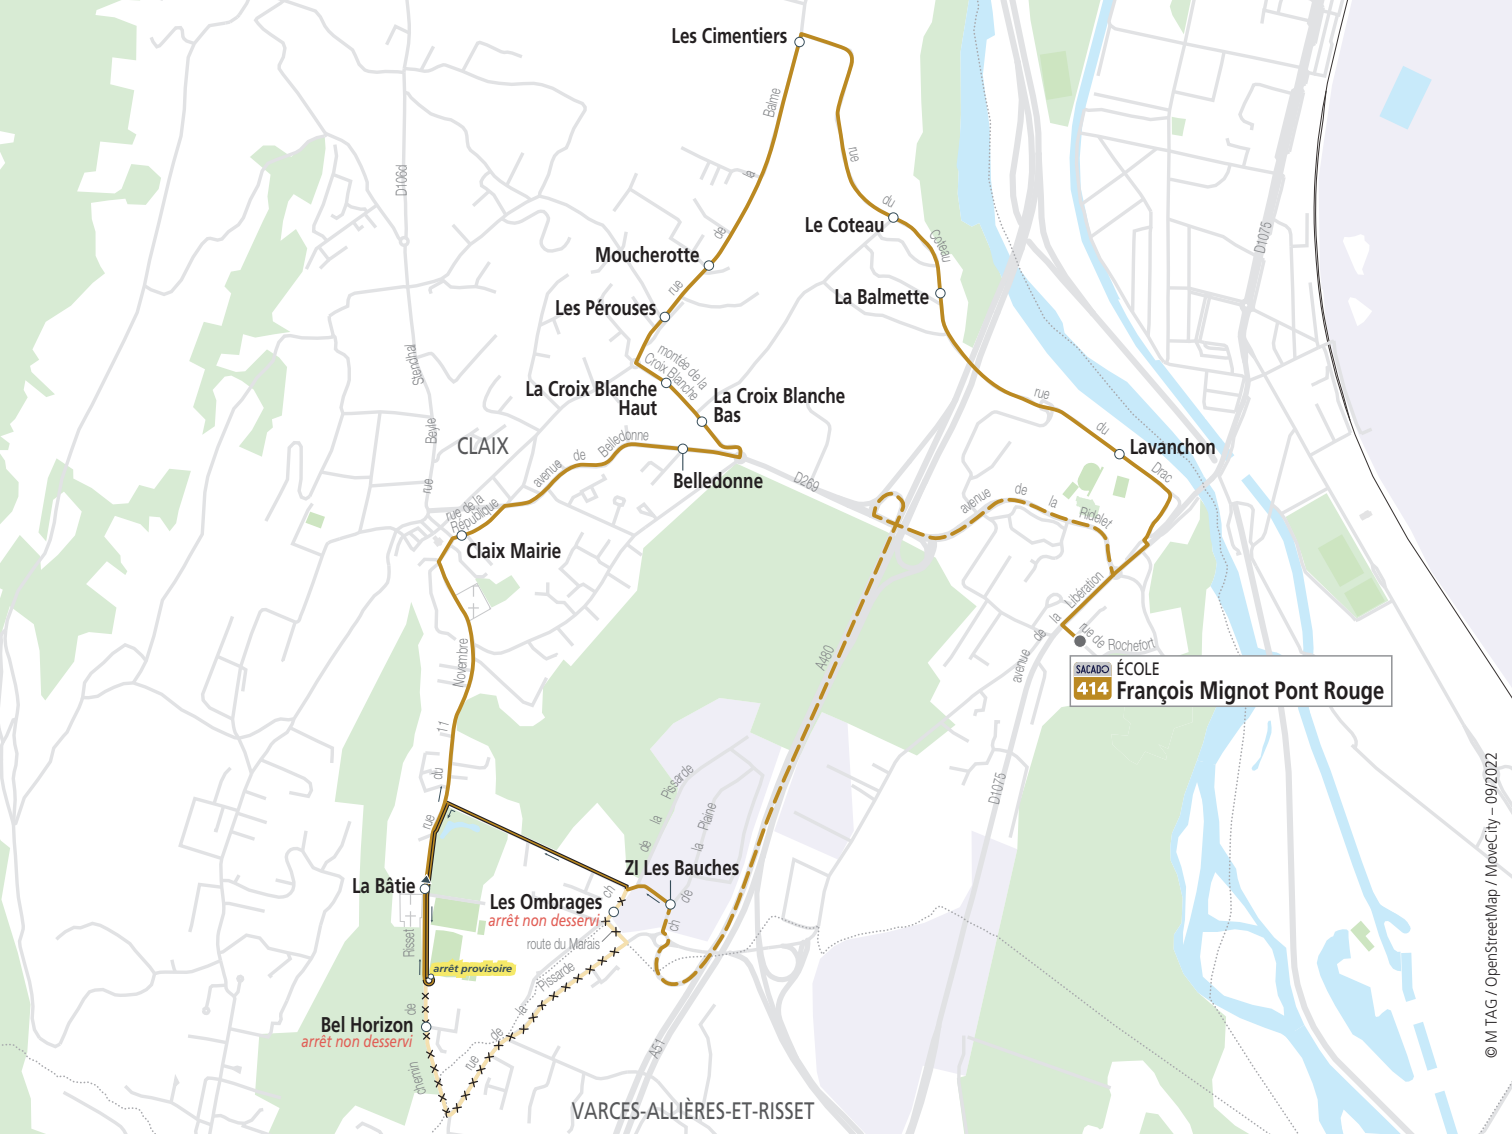 Les Cimentiers
Balme
la
de
rue
rue
du
Coteau
D106d
D1075
Le Coteau
Moucherotte
La Balmette
Les Pérouses
Stendhal
Beyle
rue
montée de la
Croix Blanche
La Croix Blanche
Haut
La Croix Blanche
Bas
rue
du
Drac
Lavanchon
CLAIX
avenue
de
Belledonne
Belledonne
D269
rue de la
République
Claix Mairie
avenue
de
la
Ridelet
avenue
de
la
Libération
rue de
Rochefort
SACADO
414
ÉCOLE
François Mignot Pont Rouge
A480
D1075
Novembre
11
du
rue
Pissarde
la
de
ch
Plaine
la
de
ch
ZI Les Bauches
La Bâtie
Les Ombrages
arrêt non desservi
route du Marais
Risset
de
chemin
arrêt provisoire
Bel Horizon
arrêt non desservi
Pissarde
la
de
rue
A51
VARCES-ALLIÈRES-ET-RISSET
© M TAG / OpenStreetMap / MoveCity – 09/2022